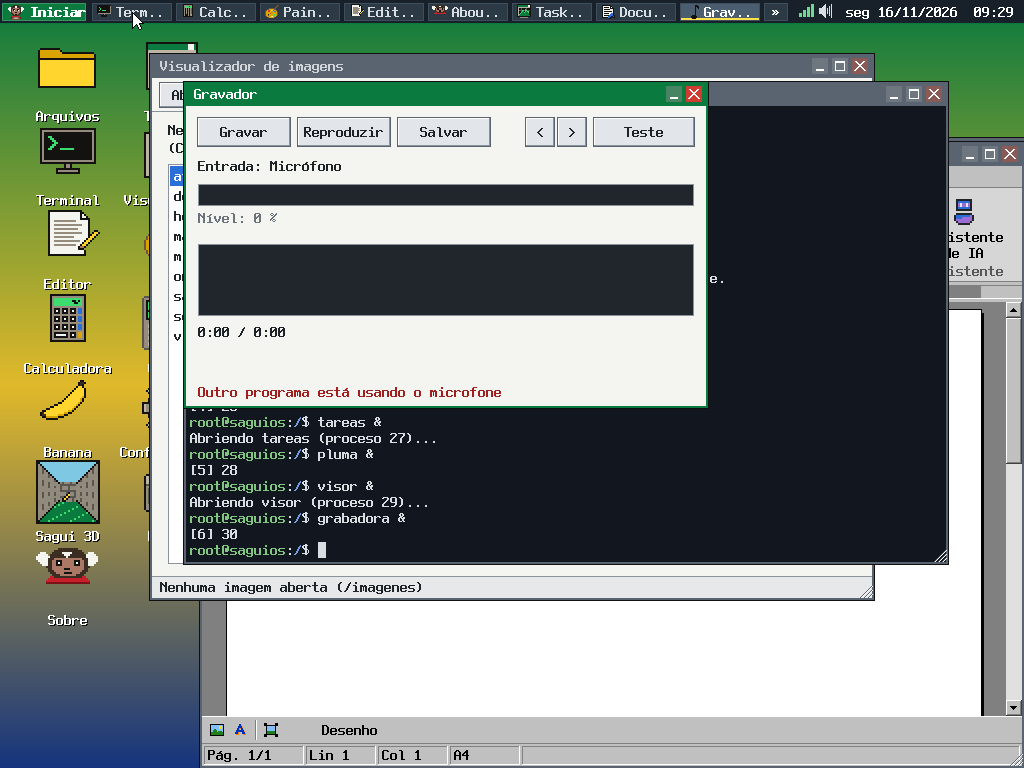 Iniciar Term.. Calc.. Pain.. Edit.. Abou.. Task.. Docu.. Grav.. » seg 16/11/2026 09:29
Arquivos
Terminal
Editor
Calculadora
Banana
Sagui 3D
Sobre
Visualizador de imagens
Gravador
Gravar Reproduzir Salvar < > Teste
Entrada: Micrófono
Nível: 0 %
0:00 / 0:00
Outro programa está usando o microfone
e.
root@saguios:/$ tareas &
Abriendo tareas (proceso 27)...
root@saguios:/$ pluma &
[5] 28
root@saguios:/$ visor &
Abriendo visor (proceso 29)...
root@saguios:/$ grabadora &
[6] 30
root@saguios:/$
Nenhuma imagem aberta (/imagenes)
istente
de IA
istente
Desenho
Pág. 1/1 Lin 1 Col 1 A4